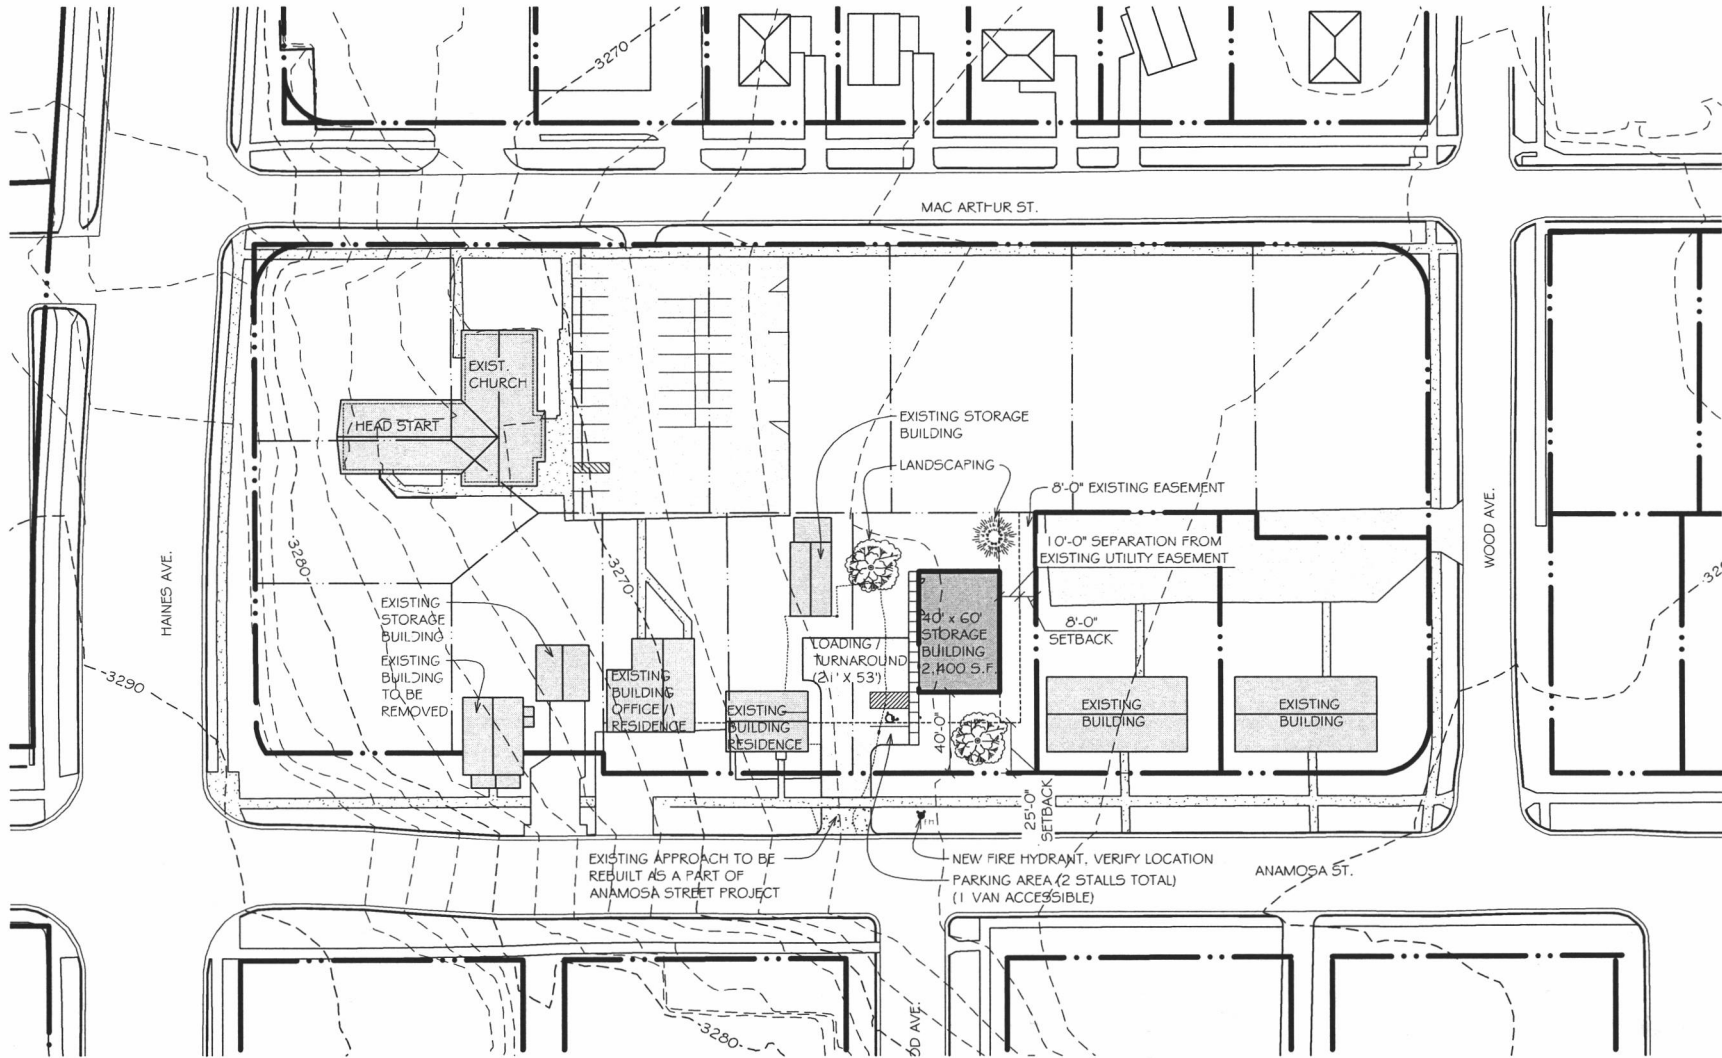 3270
MAC ARTHUR ST.
EXIST.
CHURCH
HEAD START
EXISTING STORAGE
BUILDING
LANDSCAPING
8'-0" EXISTING EASEMENT
10'-0" SEPARATION FROM
EXISTING UTILITY EASEMENT
WOOD AVE.
HAINES AVE.
3280
3270
EXISTING
STORAGE
BUILDING
EXISTING
BUILDING
TO BE
REMOVED
3290
EXISTING
BUILDING
OFFICE /
RESIDENCE
EXISTING
BUILDING
RESIDENCE
LOADING /
TURNAROUND
(21' X 53')
40' x 60'
STORAGE
BUILDING
2,400 S.F.
8'-0"
SETBACK
EXISTING
BUILDING
EXISTING
BUILDING
40'-0"
25'-0"
SETBACK
EXISTING APPROACH TO BE
REBUILT AS A PART OF
ANAMOSA STREET PROJECT
NEW FIRE HYDRANT, VERIFY LOCATION
PARKING AREA (2 STALLS TOTAL)
(1 VAN ACCESSIBLE)
ANAMOSA ST.
3280
OD AVE.